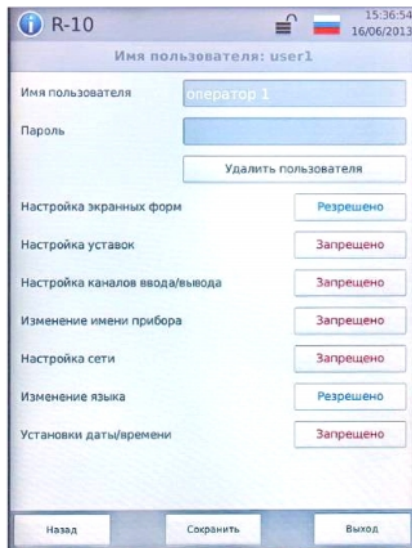 R-10
15:36:54
16/06/2013
Имя пользователя: user1
Имя пользователя
оператор 1
Пароль
Удалить пользователя
Настройка экранных форм
Резрешено
Настройка уставок
Запрещено
Настройка каналов ввода/вывода
Запрещено
Изменение имени прибора
Запрещено
Настройка сети
Запрещено
Изменение языка
Резрешено
Установки даты/времени
Запрещено
Назад
Сохранить
Выход